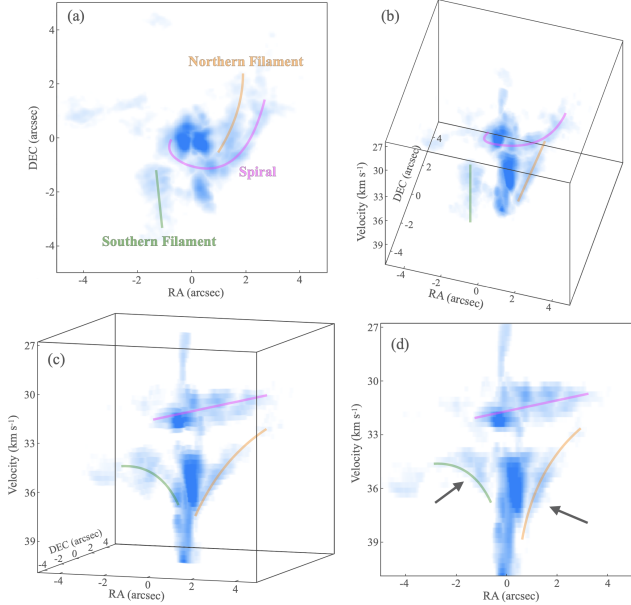 (a)
Northern Filament
Spiral
Southern Filament
DEC (arcsec)
4
2
0
-2
-4
-4
-2
0
2
4
RA (arcsec)
(b)
Velocity (km s⁻¹)
27
30
33
36
39
DEC (arcsec)
4
2
0
-2
-4
-4
-2
0
2
4
RA (arcsec)
(c)
Velocity (km s⁻¹)
27
30
33
36
39
DEC (arcsec)
-4
-2
0
2
4
-4
-2
0
2
4
RA (arcsec)
(d)
Velocity (km s⁻¹)
27
30
33
36
39
-4
-2
0
2
4
RA (arcsec)